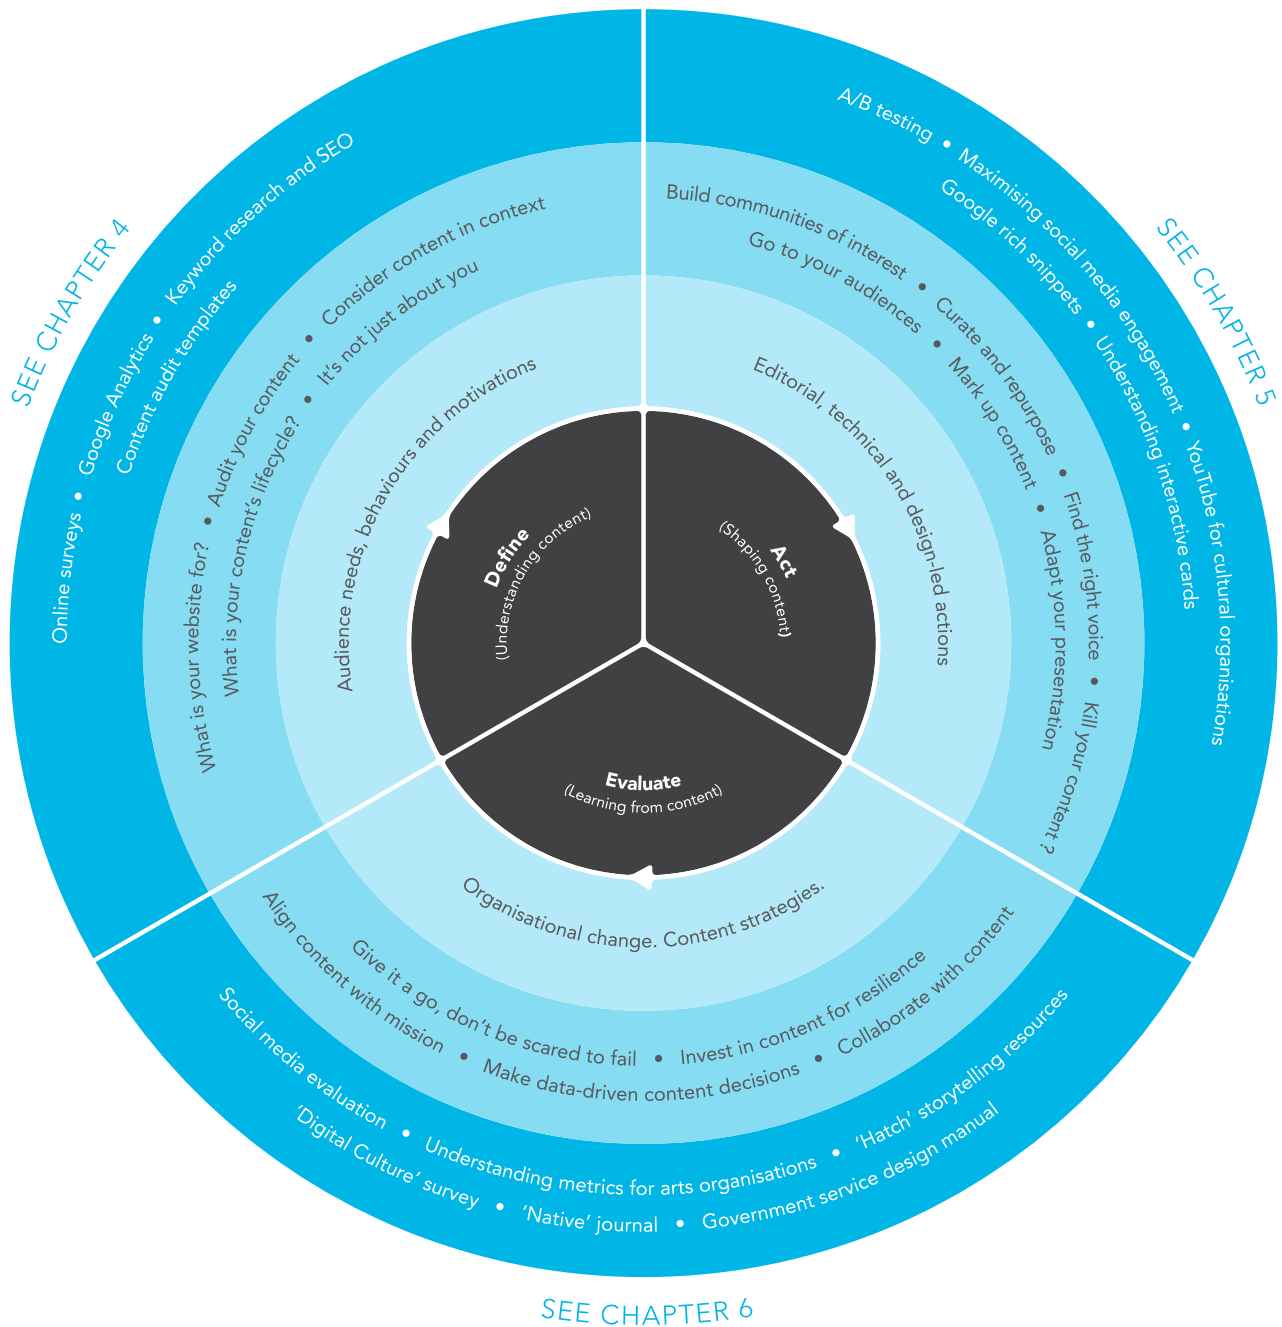 SEE CHAPTER 4
Online surveys • Google Analytics • Keyword research and SEO
Content audit templates
What is your website for? • Audit your content • Consider content in context
What is your content's lifecycle? • It's not just about you
Audience needs, behaviours and motivations
Define
(Understanding content)
SEE CHAPTER 5
A/B testing • Maximising social media engagement • YouTube for cultural organisations
Google rich snippets • Understanding interactive cards
Build communities of interest • Curate and repurpose • Find the right voice • Kill your content ?
Go to your audiences • Mark up content • Adapt your presentation
Editorial, technical and design-led actions
Act
(Shaping content)
Evaluate
(Learning from content)
Organisational change. Content strategies.
Give it a go, don't be scared to fail • Invest in content for resilience
Align content with mission • Make data-driven content decisions • Collaborate with content
Social media evaluation • Understanding metrics for arts organisations • 'Hatch' storytelling resources
'Digital Culture' survey • 'Native' journal • Government service design manual
SEE CHAPTER 6